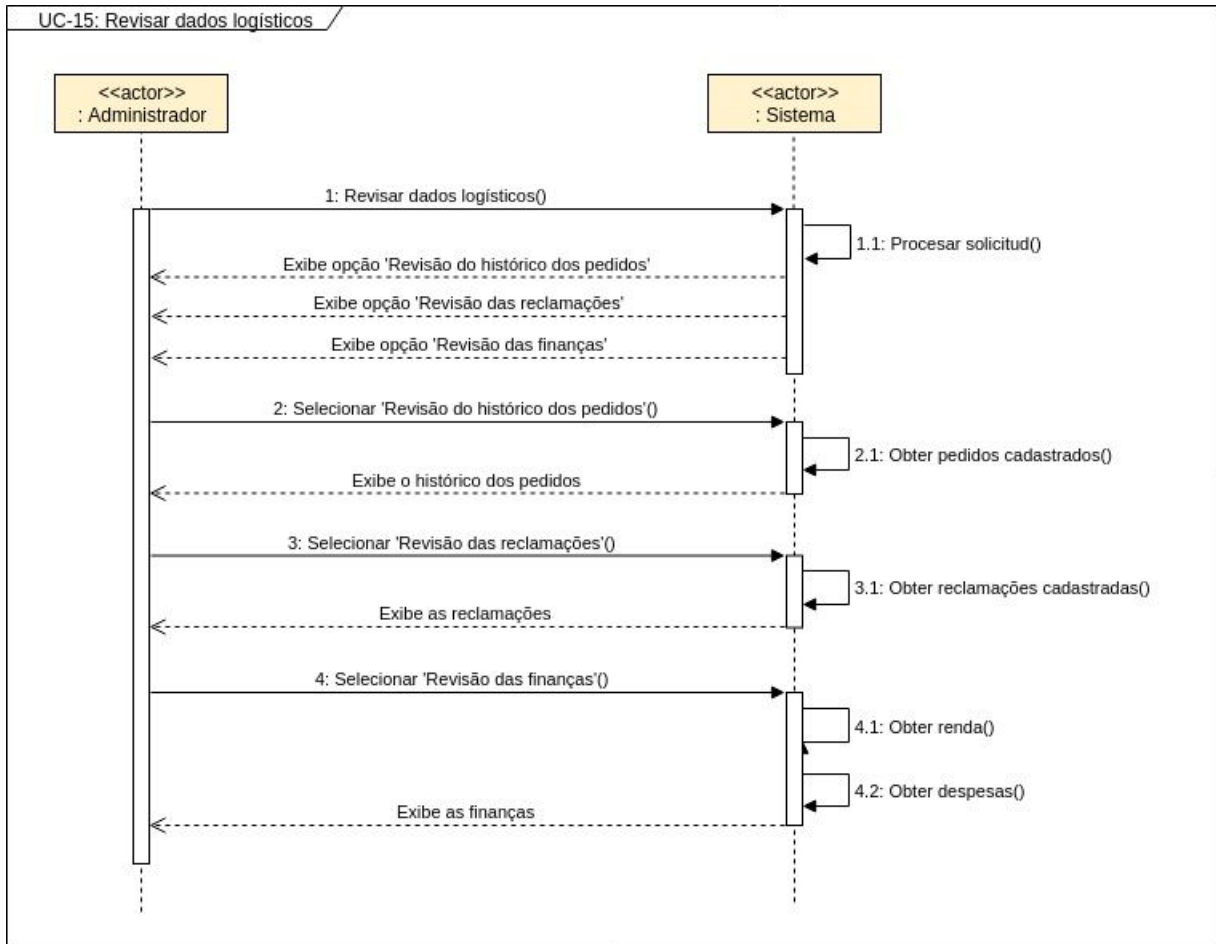 UC-15: Revisar dados logísticos
<<actor>>
: Administrador
<<actor>>
: Sistema
1: Revisar dados logísticos()
1.1: Procesar solicitud()
Exibe opção 'Revisão do histórico dos pedidos'
Exibe opção 'Revisão das reclamações'
Exibe opção 'Revisão das finanças'
2: Selecionar 'Revisão do histórico dos pedidos'()
2.1: Obter pedidos cadastrados()
Exibe o histórico dos pedidos
3: Selecionar 'Revisão das reclamações'()
3.1: Obter reclamações cadastradas()
Exibe as reclamações
4: Selecionar 'Revisão das finanças'()
4.1: Obter renda()
4.2: Obter despesas()
Exibe as finanças